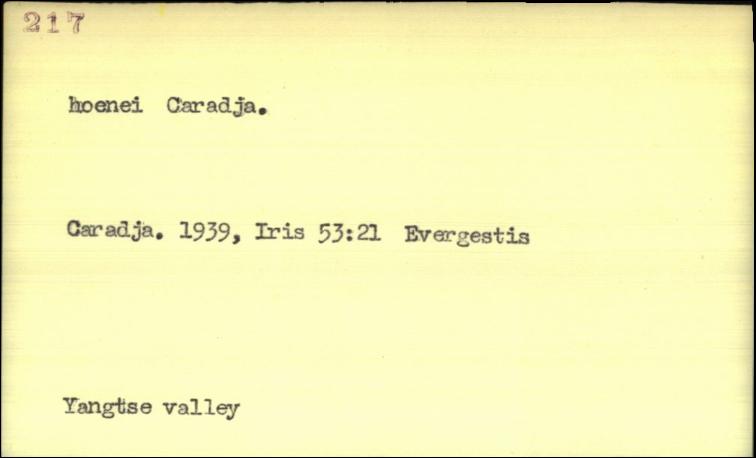 217
hoenei Caradja.
Caradja. 1939, Iris 53:21 Evergestis
Yangtse valley